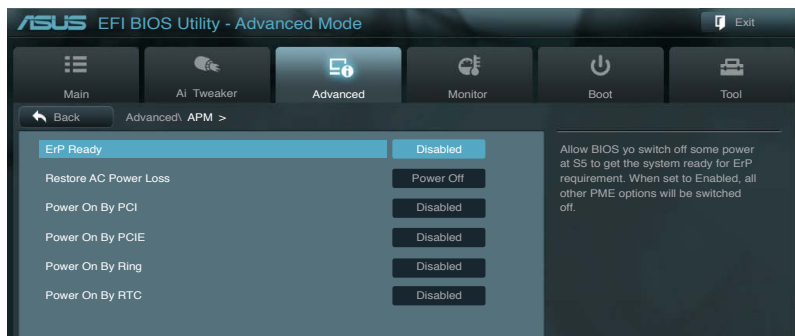 ASUS EFI BIOS Utility - Advanced Mode
Exit
Main
Ai Tweaker
Advanced
Monitor
Boot
Tool
Back
Advanced\ APM >
ErP Ready Disabled
Restore AC Power Loss Power Off
Power On By PCI Disabled
Power On By PCIE Disabled
Power On By Ring Disabled
Power On By RTC Disabled
Allow BIOS yo switch off some power
at S5 to get the system ready for ErP
requirement. When set to Enabled, all
other PME options will be switched
off.